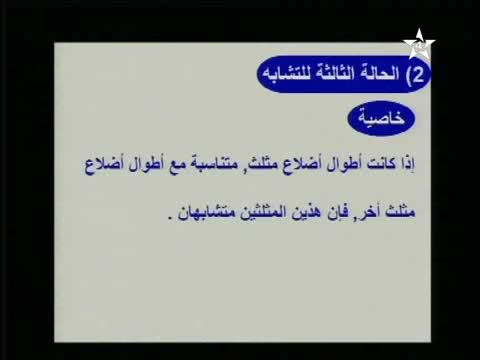 2) الحالة الثالثة للتشابه
خاصية
إذا كانت أطوال أضلاع مثلث, متناسبة مع أطوال أضلاع
مثلث أخر, فإن هذين المثلثين متشابهان .